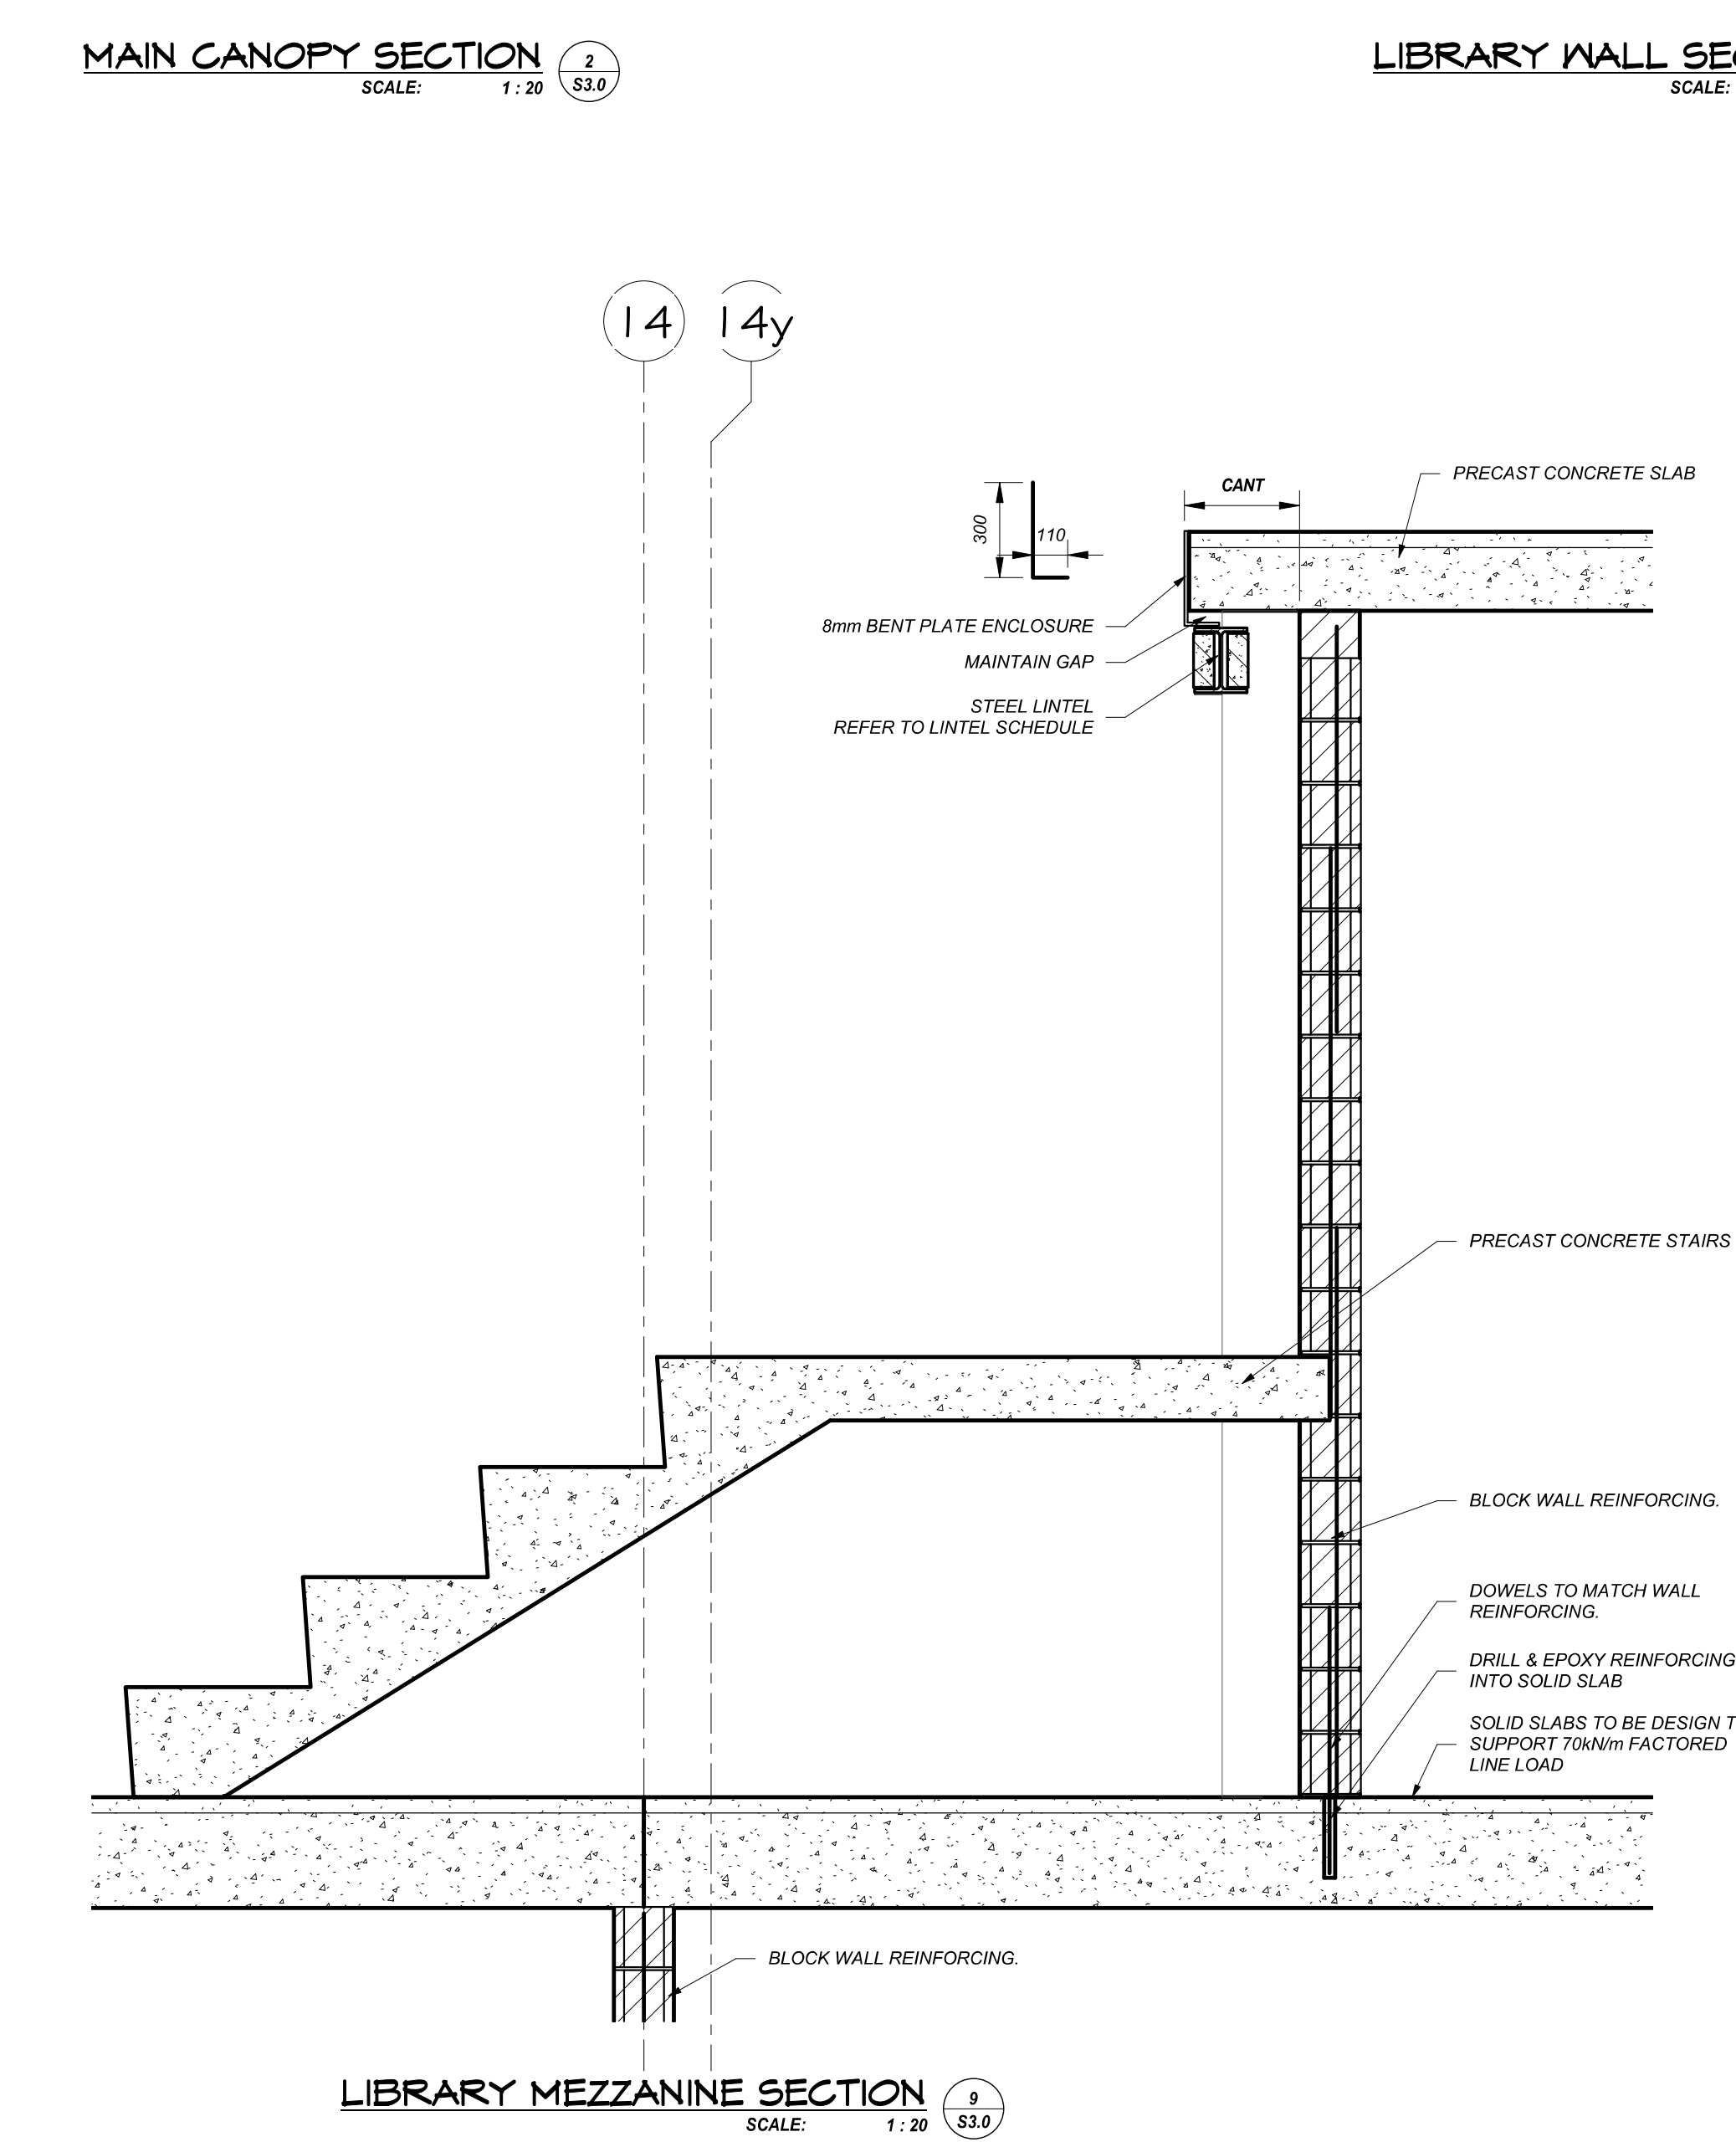 MAIN CANOPY SECTION
SCALE: 1 : 20
2
S3.0
LIBRARY WALL
SCALE:
14
14y
CANT
PRECAST CONCRETE SLAB
300
110
8mm BENT PLATE ENCLOSURE
MAINTAIN GAP
STEEL LINTEL
REFER TO LINTEL SCHEDULE
PRECAST CONCRETE STAIRS
BLOCK WALL REINFORCING.
DOWELS TO MATCH WALL
REINFORCING.
DRILL & EPOXY REINFORCING
INTO SOLID SLAB
SOLID SLABS TO BE DESIGN
SUPPORT 70kN/m FACTORED
LINE LOAD
BLOCK WALL REINFORCING.
LIBRARY MEZZANINE SECTION
SCALE: 1 : 20
9
S3.0